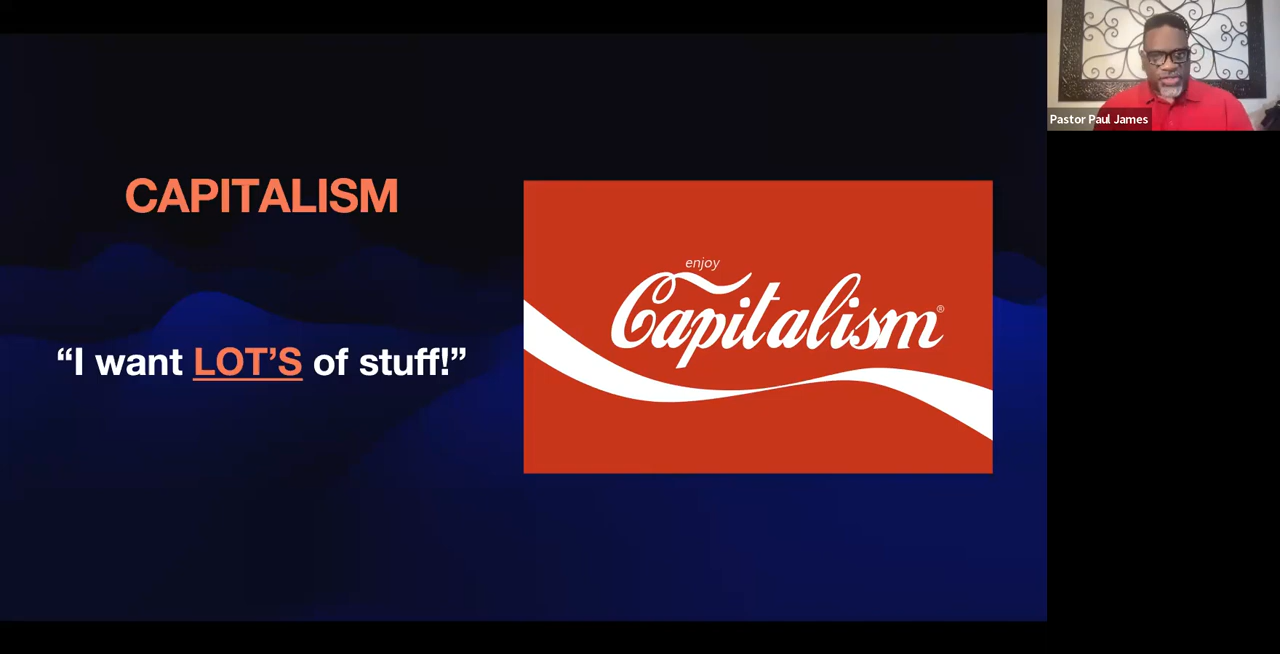 CAPITALISM
“I want LOT’S of stuff!”
enjoy
Capitalism®
Pastor Paul James